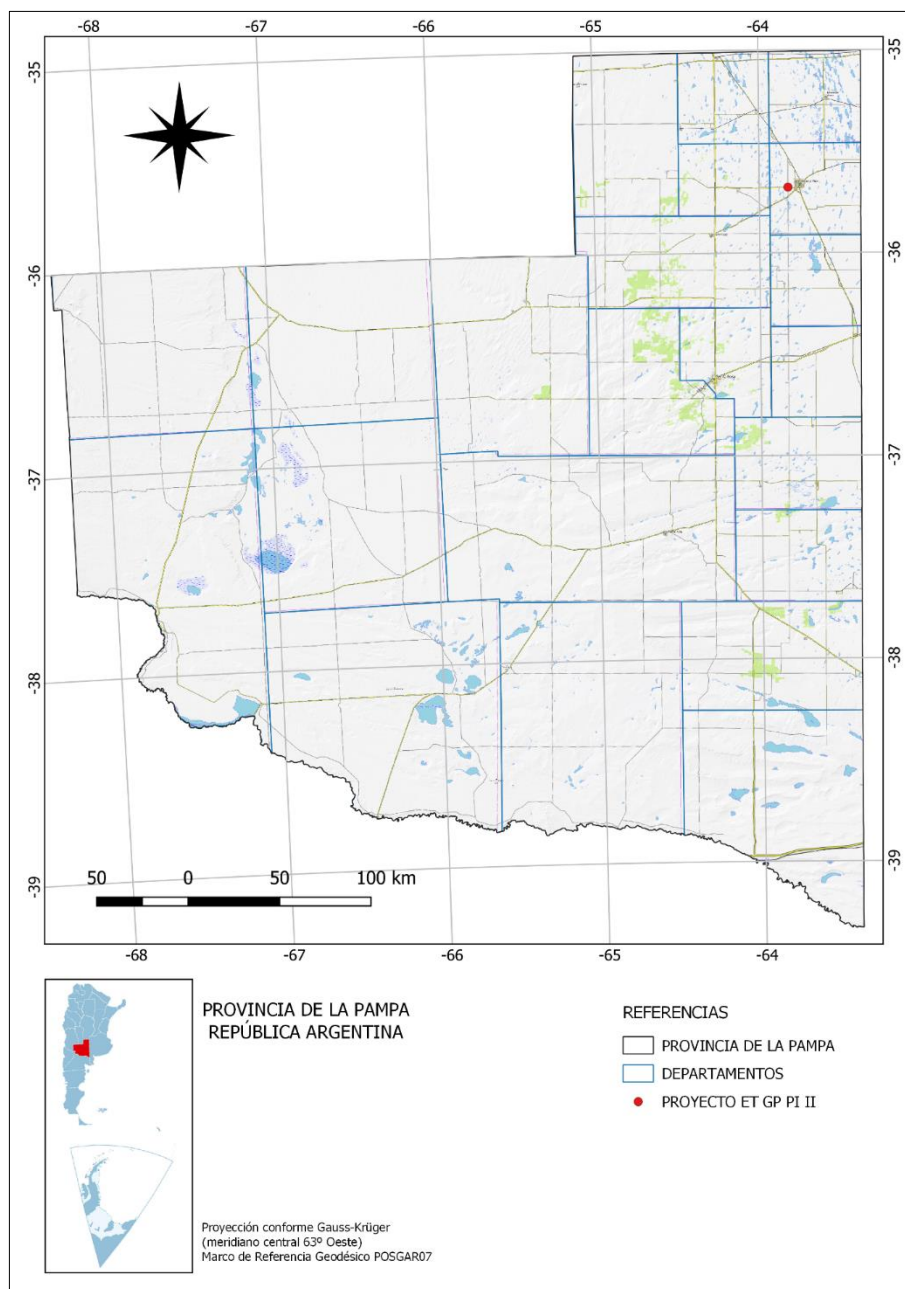 -68 -67 -66 -65 -64
-35 -35
-36 -36
-37 -37
-38 -38
-39 -39
50 0 50 100 km
-68 -67 -66 -65 -64
PROVINCIA DE LA PAMPA
REPÚBLICA ARGENTINA
REFERENCIAS
PROVINCIA DE LA PAMPA
DEPARTAMENTOS
PROYECTO ET GP PI II
Proyección conforme Gauss-Krüger
(meridiano central 63º Oeste)
Marco de Referencia Geodésico POSGAR07